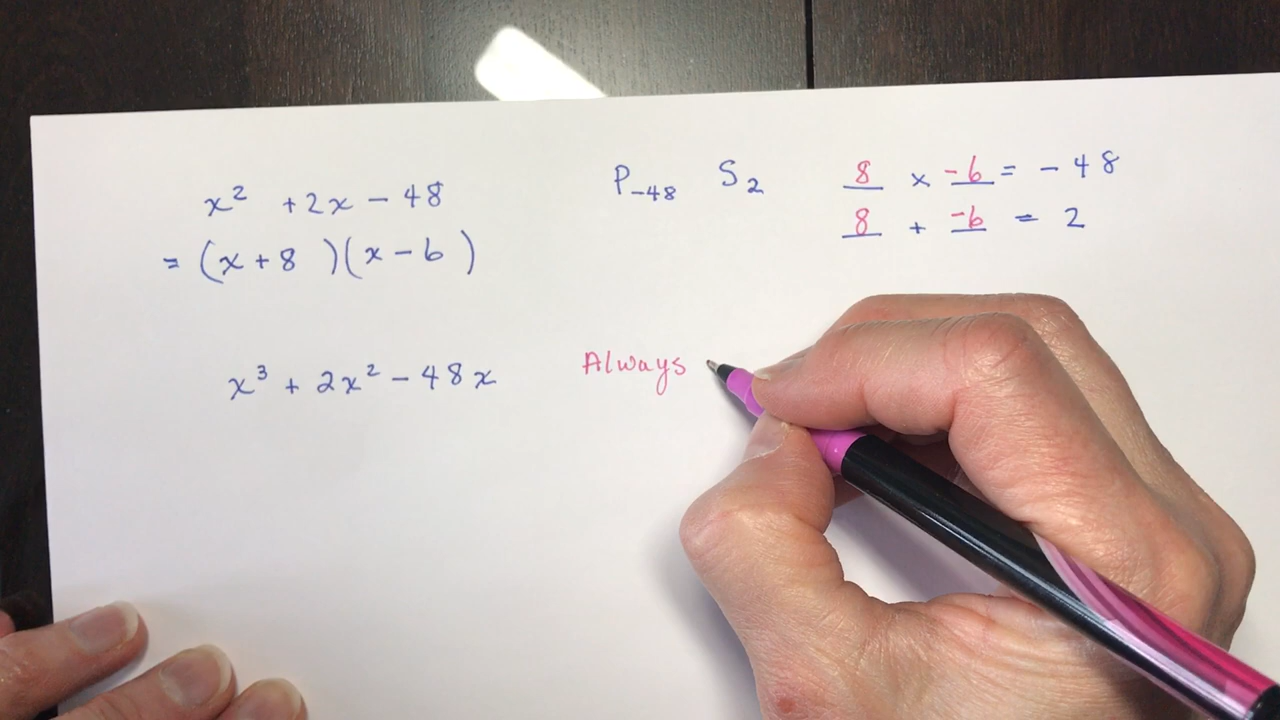 x² + 2x - 48
= (x + 8 )(x - 6 )
P₋₄₈ S₂
8 × -6 = - 48
8 + -6 = 2
x³ + 2x² - 48x
Always